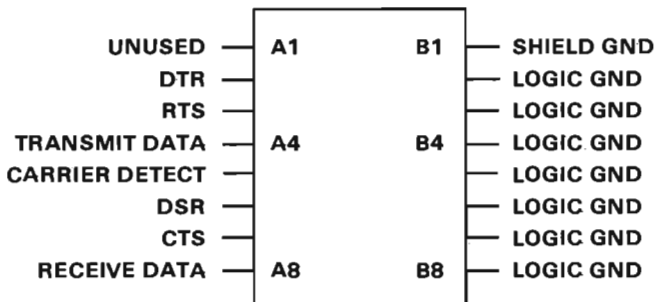 UNUSED A1 B1 SHIELD GND
DTR LOGIC GND
RTS LOGIC GND
TRANSMIT DATA A4 B4 LOGIC GND
CARRIER DETECT LOGIC GND
DSR LOGIC GND
CTS LOGIC GND
RECEIVE DATA A8 B8 LOGIC GND